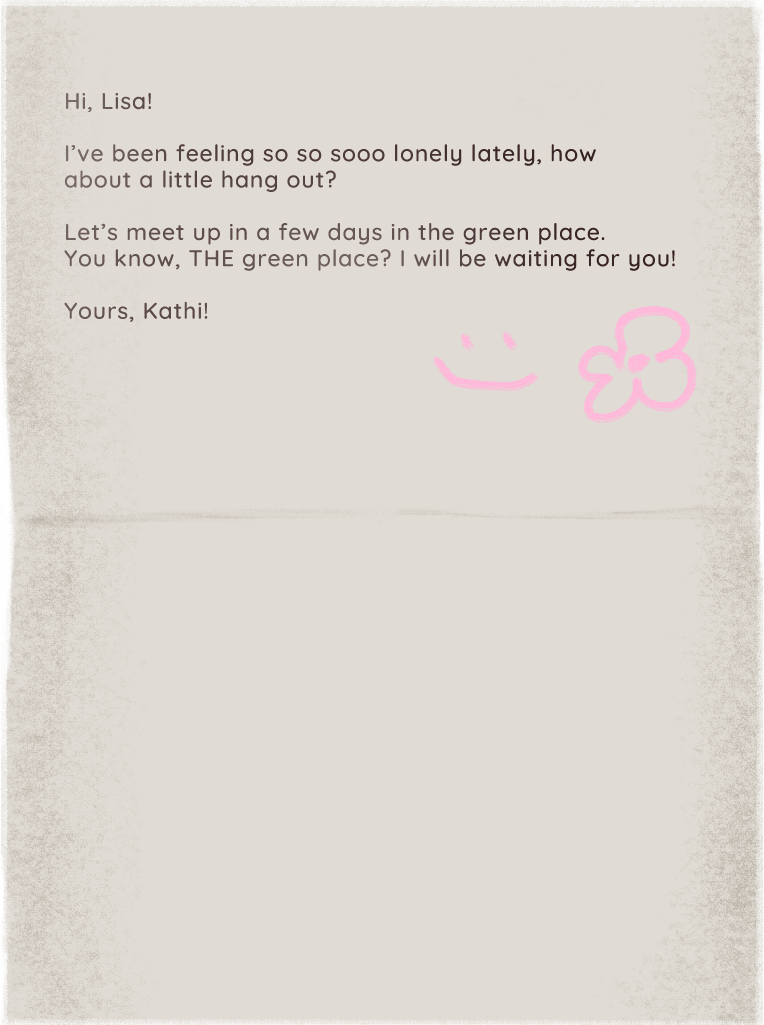 Hi, Lisa!
I've been feeling so so sooo lonely lately, how
about a little hang out?
Let's meet up in a few days in the green place.
You know, THE green place? I will be waiting for you!
Yours, Kathi!